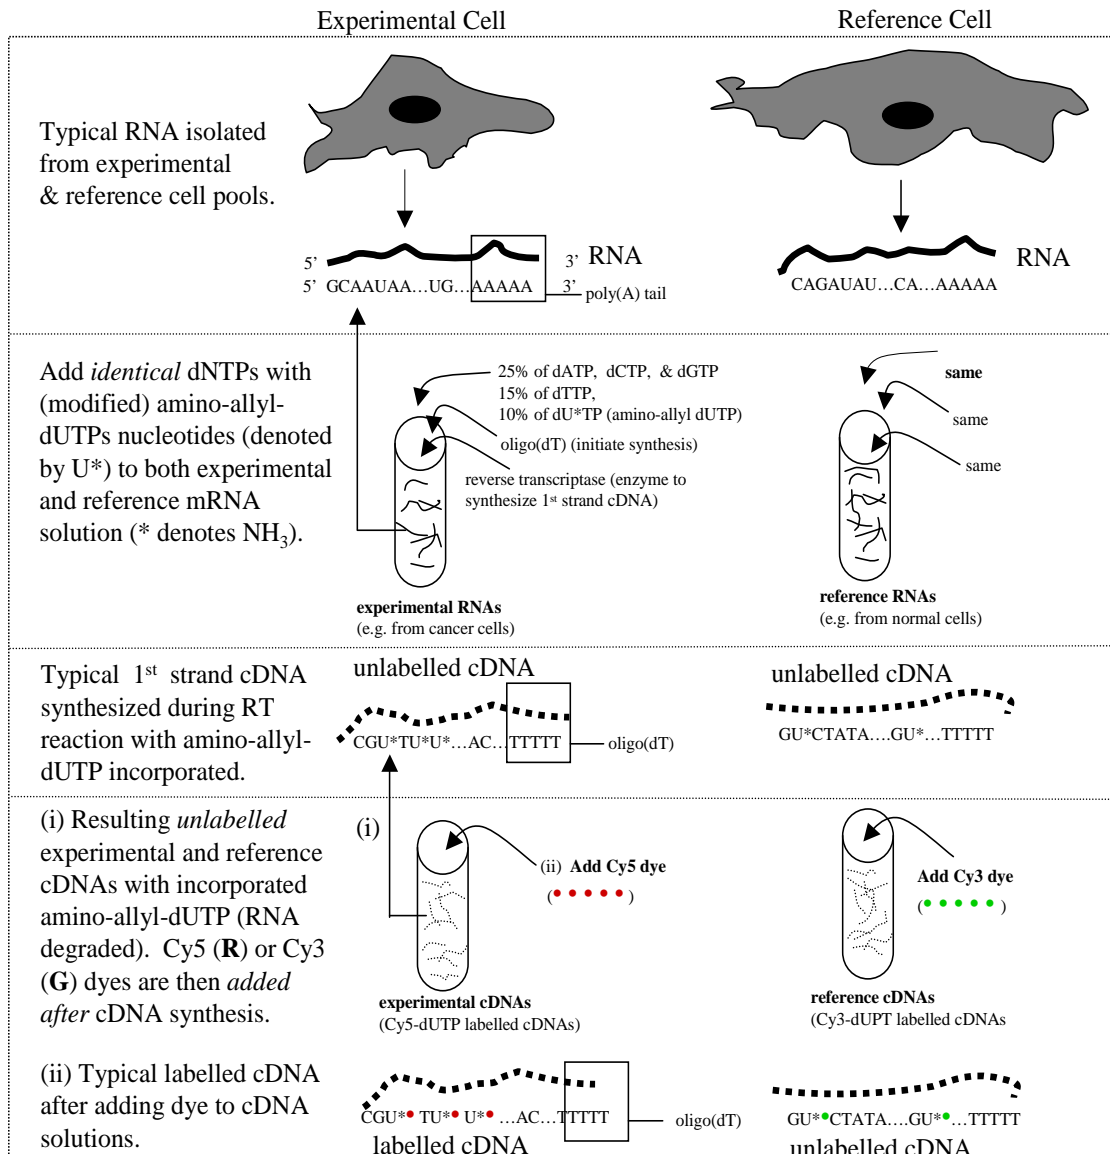 Experimental Cell
Reference Cell
Typical RNA isolated
from experimental
& reference cell pools.
5’
3’ RNA
5’ GCAAUAA…UG…AAAAA 3’
poly(A) tail
RNA
CAGAUAU…CA…AAAAA
Add identical dNTPs with
(modified) amino-allyl-
dUTPs nucleotides (denoted
by U*) to both experimental
and reference mRNA
solution (* denotes NH3).
25% of dATP, dCTP, & dGTP
15% of dTTP,
10% of dU*TP (amino-allyl dUTP)
oligo(dT) (initiate synthesis)
reverse transcriptase (enzyme to
synthesize 1st strand cDNA)
same
same
same
experimental RNAs
(e.g. from cancer cells)
reference RNAs
(e.g. from normal cells)
Typical 1st strand cDNA
synthesized during RT
reaction with amino-allyl-
dUTP incorporated.
unlabelled cDNA
CGU*TU*U*…AC…TTTTT
oligo(dT)
unlabelled cDNA
GU*CTATA….GU*…TTTTT
(i) Resulting unlabelled
experimental and reference
cDNAs with incorporated
amino-allyl-dUTP (RNA
degraded). Cy5 (R) or Cy3
(G) dyes are then added
after cDNA synthesis.
(i)
(ii) Add Cy5 dye
(•••••)
Add Cy3 dye
(•••••)
experimental cDNAs
(Cy5-dUTP labelled cDNAs)
reference cDNAs
(Cy3-dUPT labelled cDNAs
(ii) Typical labelled cDNA
after adding dye to cDNA
solutions.
CGU*• TU*• U*• …AC…TTTTT
oligo(dT)
labelled cDNA
GU*•CTATA….GU*•…TTTTT
unlabelled cDNA